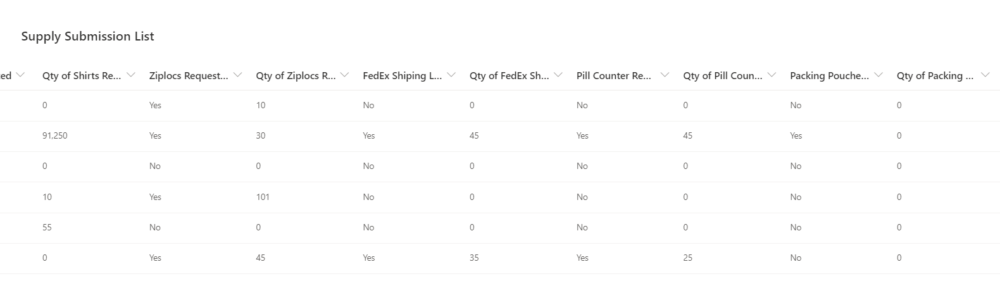 Supply Submission List
ed Qty of Shirts Re... Ziplocs Request... Qty of Ziplocs R... FedEx Shiping L... Qty of FedEx Sh... Pill Counter Re... Qty of Pill Coun... Packing Pouche... Qty of Packing ...
0 Yes 10 No 0 No 0 No 0
91,250 Yes 30 Yes 45 Yes 45 Yes 0
0 No 0 No 0 No 0 No 0
10 Yes 101 No 0 No 0 No 0
55 No 0 No 0 No 0 No 0
0 Yes 45 Yes 35 Yes 25 No 0